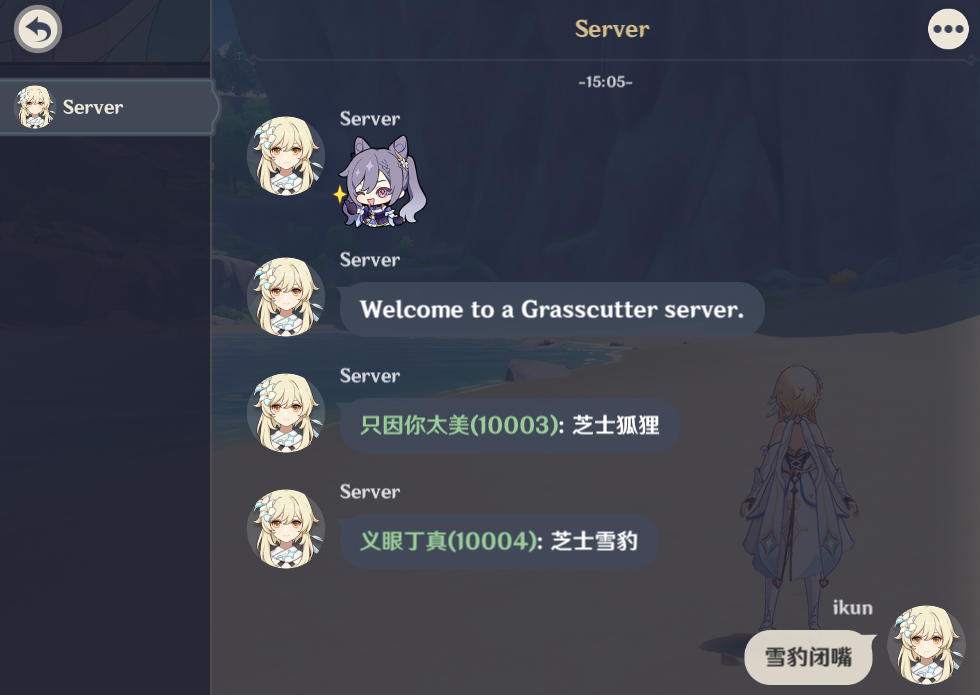 Server
Server
-15:05-
Server
Server
Welcome to a Grasscutter server.
Server
只因你太美(10003): 芝士狐狸
Server
义眼丁真(10004): 芝士雪豹
ikun
雪豹闭嘴